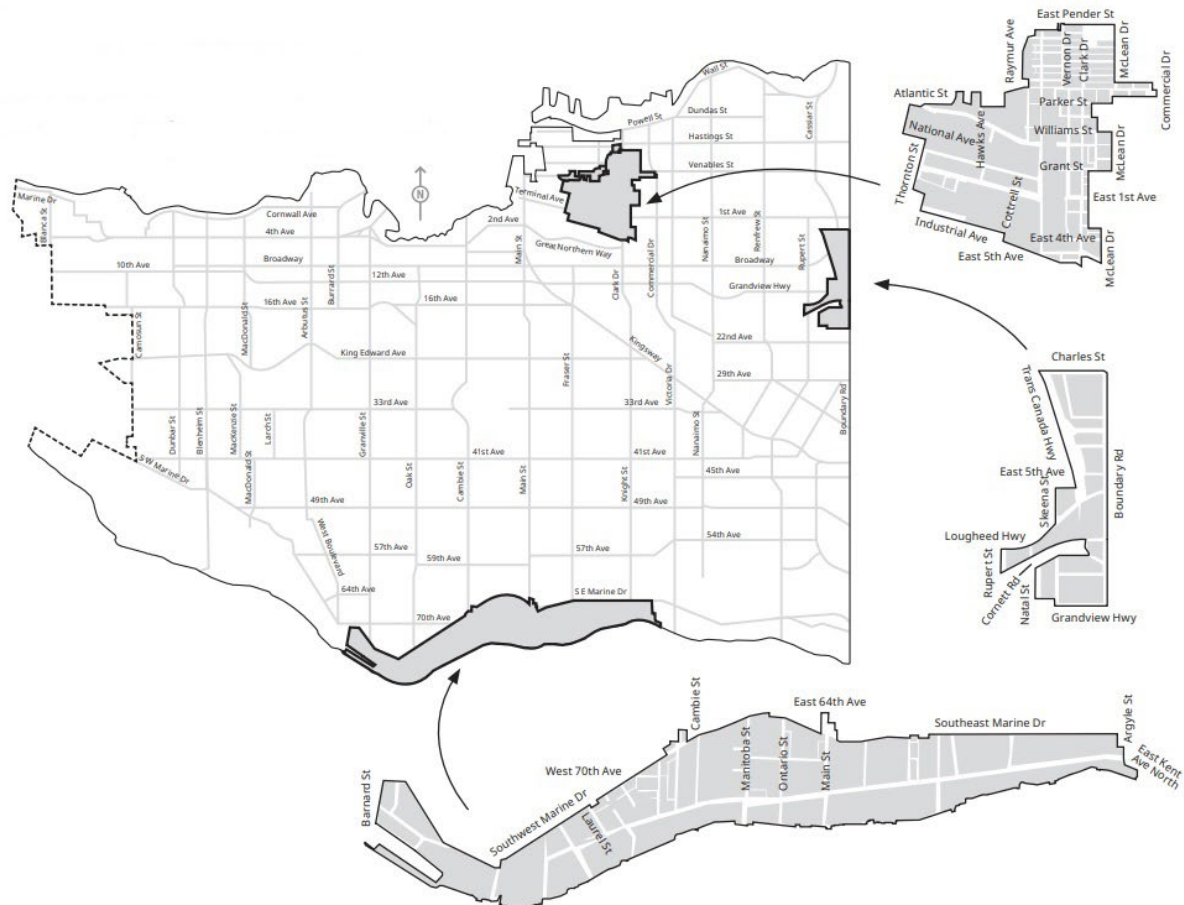 East Pender St
Raymur Ave
Vernon Dr
Clark Dr
McLean Dr
Commercial Dr
Atlantic St
Parker St
National Ave
Hawks Ave
Williams St
McLean Dr
Grant St
Thornton St
Cottrell St
East 1st Ave
Industrial Ave
East 4th Ave
East 5th Ave
McLean Dr
Wall St
Dundas St
Powell St
Cassiar St
Hastings St
Venables St
N
Marine Dr
Blanca St
Cornwall Ave
4th Ave
Terminal Ave
2nd Ave
1st Ave
Main St
Great Northern Way
Nanaimo St
Renfrew St
Rupert St
10th Ave
Broadway
12th Ave
Broadway
Burrard St
Clark Dr
Commercial Dr
Grandview Hwy
16th Ave
16th Ave
Camosun St
MacDonald St
Arbutus St
22nd Ave
King Edward Ave
Kingsway
Fraser St
Victoria Dr
29th Ave
Boundary Rd
33rd Ave
33rd Ave
Dunbar St
Blenheim St
MacKenzie St
Larch St
Granville St
Nanaimo St
S W Marine Dr
MacDonald St
Oak St
Cambie St
41st Ave
Main St
41st Ave
Knight St
45th Ave
49th Ave
49th Ave
West Boulevard
54th Ave
57th Ave
59th Ave
57th Ave
64th Ave
S E Marine Dr
70th Ave
Charles St
Trans Canada Hwy
East 5th Ave
Boundary Rd
Skeena St
Lougheed Hwy
Rupert St
Cornett Rd
Natal St
Grandview Hwy
Cambie St
East 64th Ave
Southeast Marine Dr
Argyle St
Manitoba St
Ontario St
Main St
East Kent
Ave North
West 70th Ave
Barnard St
Southwest Marine Dr
Laurel St